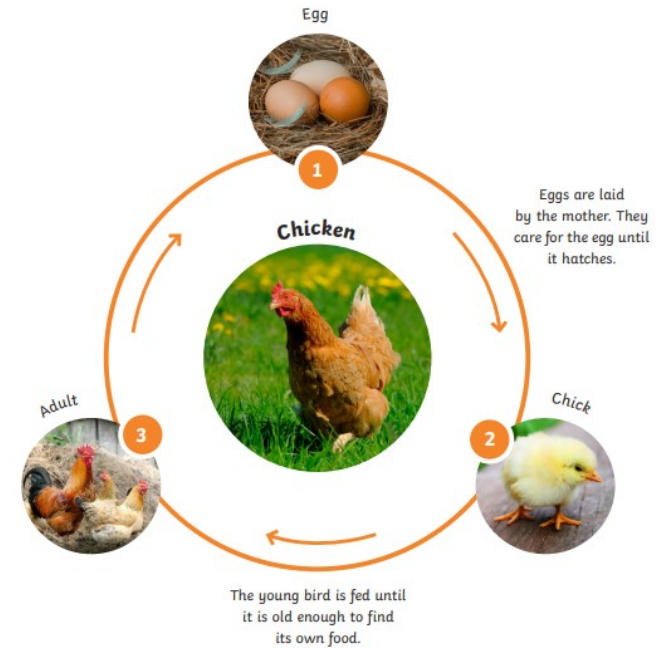 Egg
1
Eggs are laid
by the mother. They
care for the egg until
it hatches.
Chicken
Adult
3
Chick
2
The young bird is fed until
it is old enough to find
its own food.